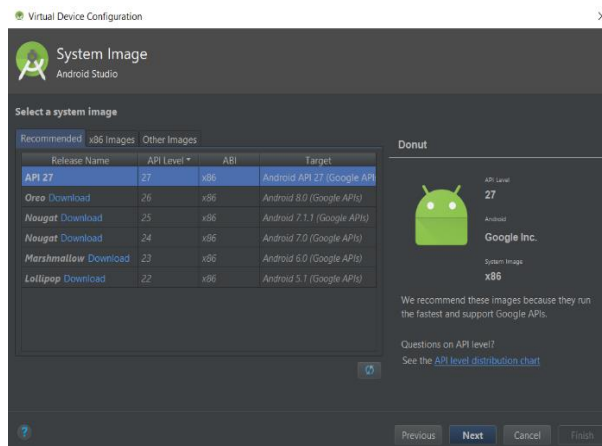 Virtual Device Configuration
System Image
Android Studio
Select a system image
Recommended x86 Images Other Images
Release Name API Level ABI Target
API 27 27 x86 Android API 27 (Google API
Oreo Download 26 x86 Android 8.0 (Google APIs)
Nougat Download 25 x86 Android 7.1.1 (Google APIs)
Nougat Download 24 x86 Android 7.0 (Google APIs)
Marshmallow Download 23 x86 Android 6.0 (Google APIs)
Lollipop Download 22 x86 Android 5.1 (Google APIs)
Donut
API Level
27
Android
Google Inc.
System Image
x86
We recommend these images because they run
the fastest and support Google APIs.
Questions on API level?
See the API level distribution chart
? Previous Next Cancel Finish